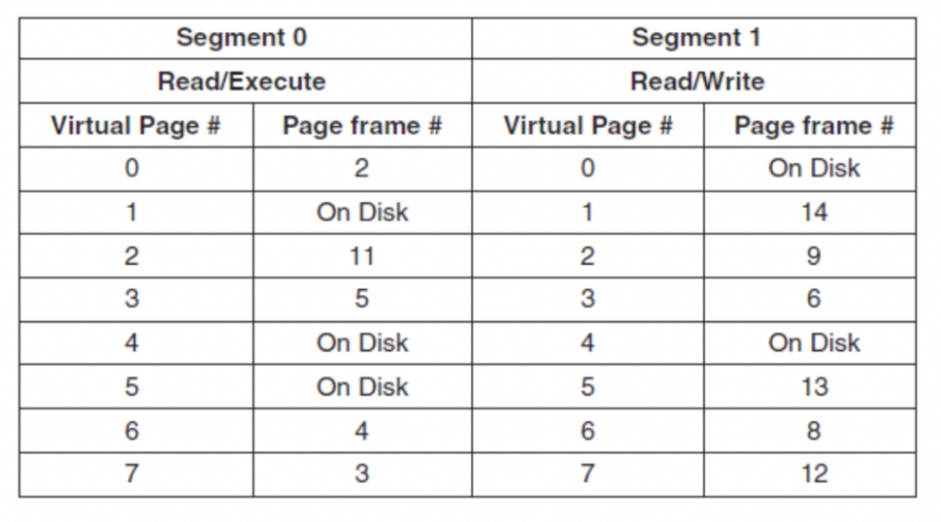 Segment 0 Segment 1
Read/Execute Read/Write
Virtual Page # Page frame # Virtual Page # Page frame #
0 2 0 On Disk
1 On Disk 1 14
2 11 2 9
3 5 3 6
4 On Disk 4 On Disk
5 On Disk 5 13
6 4 6 8
7 3 7 12